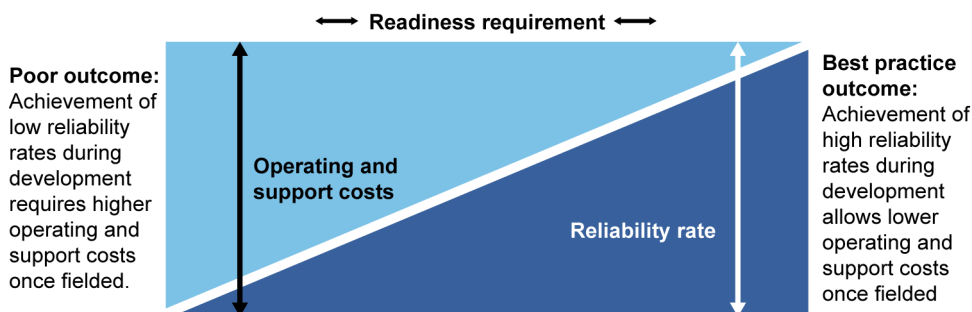 Readiness requirement
Poor outcome:
Achievement of
low reliability
rates during
development
requires higher
operating and
support costs
once fielded.
Operating and
support costs
Reliability rate
Best practice
outcome:
Achievement of
high reliability
rates during
development
allows lower
operating and
support costs
once fielded